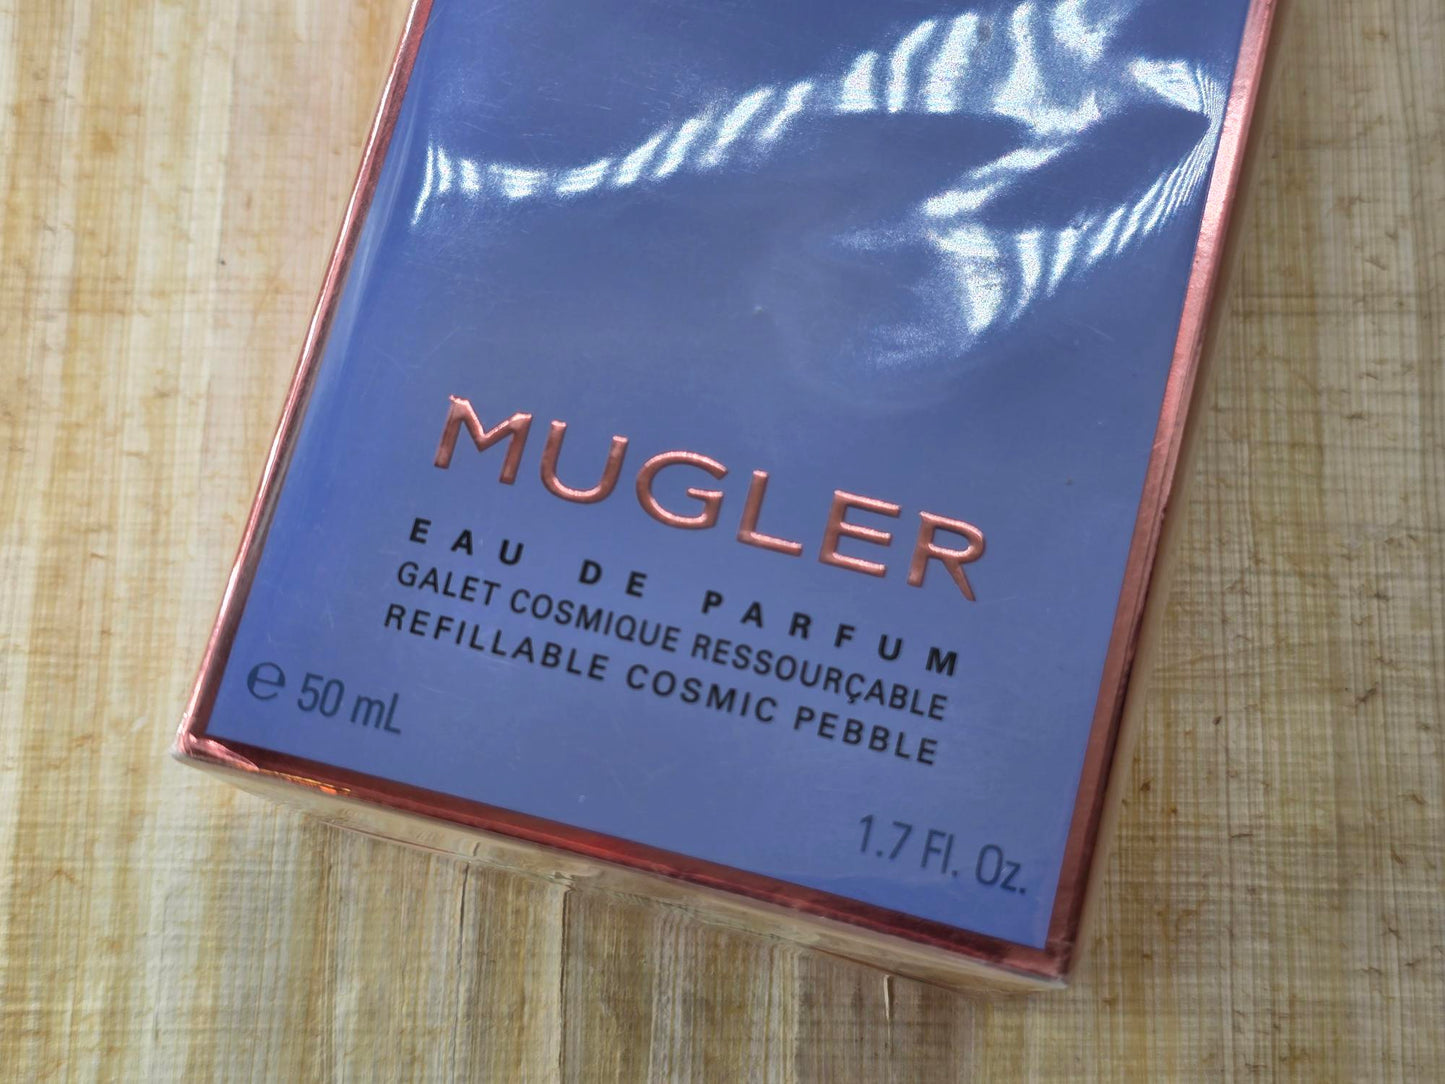 MUGLER
EAU DE PARFUM
GALET COSMIQUE RESSOURÇABLE
REFILLABLE COSMIC PEBBLE
℮ 50 mL
1.7 Fl. Oz.